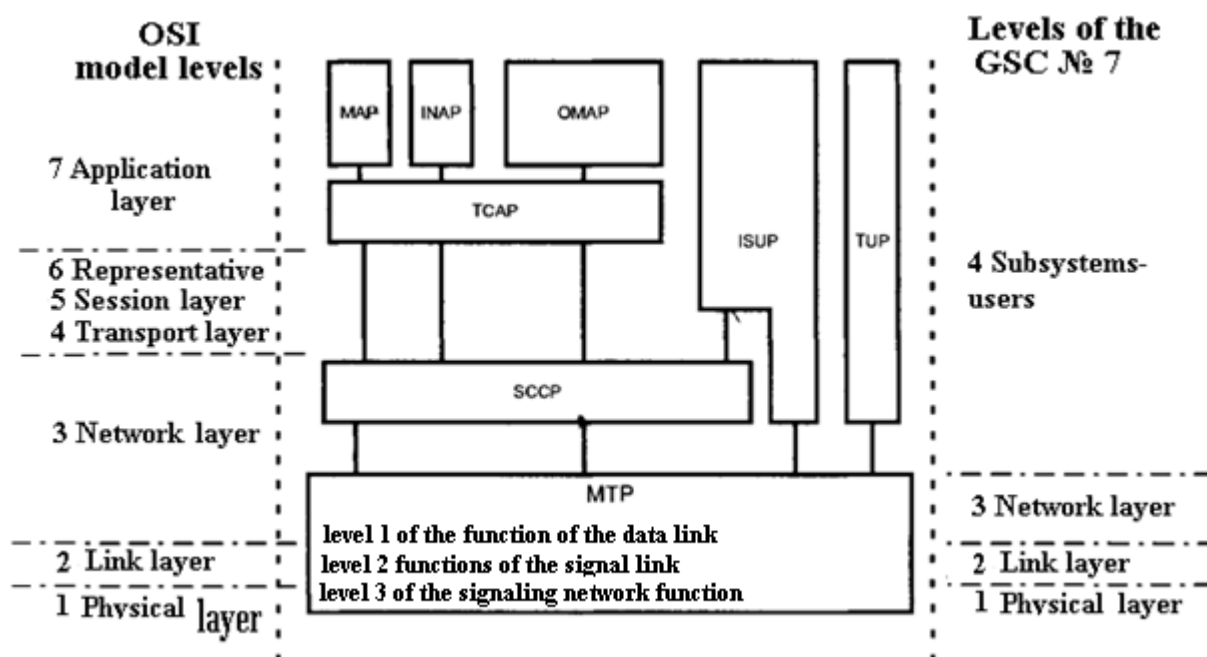 OSI
model levels
Levels of the
GSC № 7
MAP
INAP
OMAP
7 Application
layer
TCAP
ISUP
TUP
6 Representative
5 Session layer
4 Transport layer
4 Subsystems-
users
SCCP
3 Network layer
MTP
level 1 of the function of the data link
level 2 functions of the signal link
level 3 of the signaling network function
3 Network layer
2 Link layer
2 Link layer
1 Physical layer
1 Physical layer